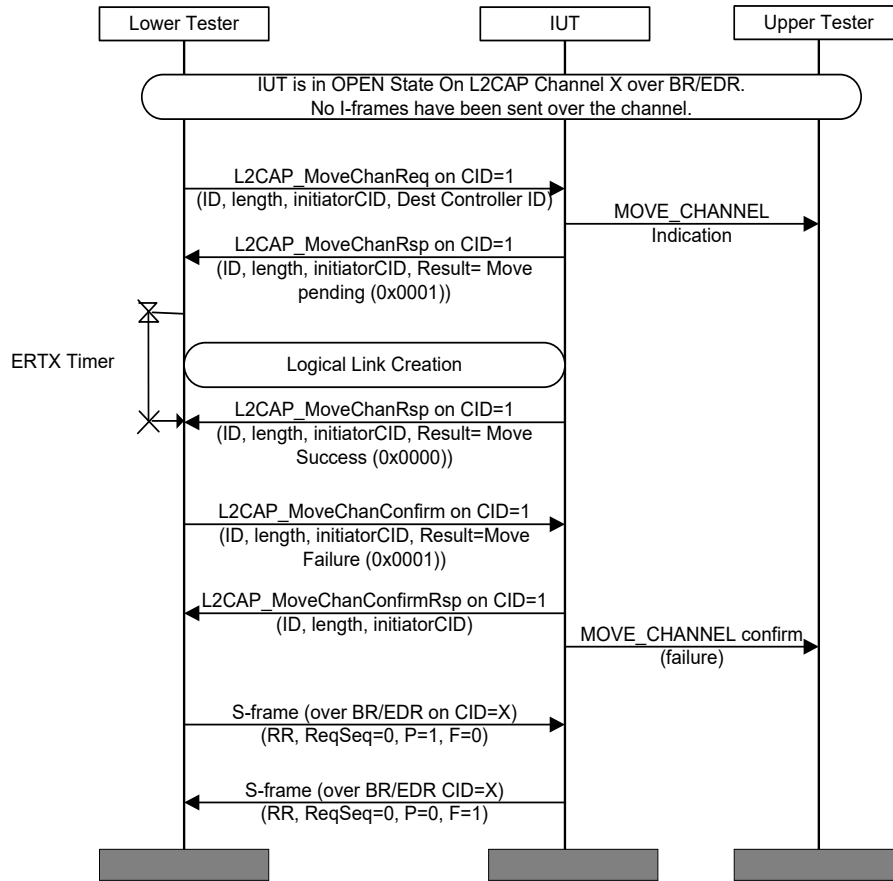 Lower Tester
IUT
Upper Tester
IUT is in OPEN State On L2CAP Channel X over BR/EDR.
No I-frames have been sent over the channel.
L2CAP_MoveChanReq on CID=1
(ID, length, initiatorCID, Dest Controller ID)
MOVE_CHANNEL
Indication
L2CAP_MoveChanRsp on CID=1
(ID, length, initiatorCID, Result= Move
pending (0x0001))
ERTX Timer
Logical Link Creation
L2CAP_MoveChanRsp on CID=1
(ID, length, initiatorCID, Result= Move
Success (0x0000))
L2CAP_MoveChanConfirm on CID=1
(ID, length, initiatorCID, Result=Move
Failure (0x0001))
L2CAP_MoveChanConfirmRsp on CID=1
(ID, length, initiatorCID)
MOVE_CHANNEL confirm
(failure)
S-frame (over BR/EDR on CID=X)
(RR, ReqSeq=0, P=1, F=0)
S-frame (over BR/EDR CID=X)
(RR, ReqSeq=0, P=0, F=1)